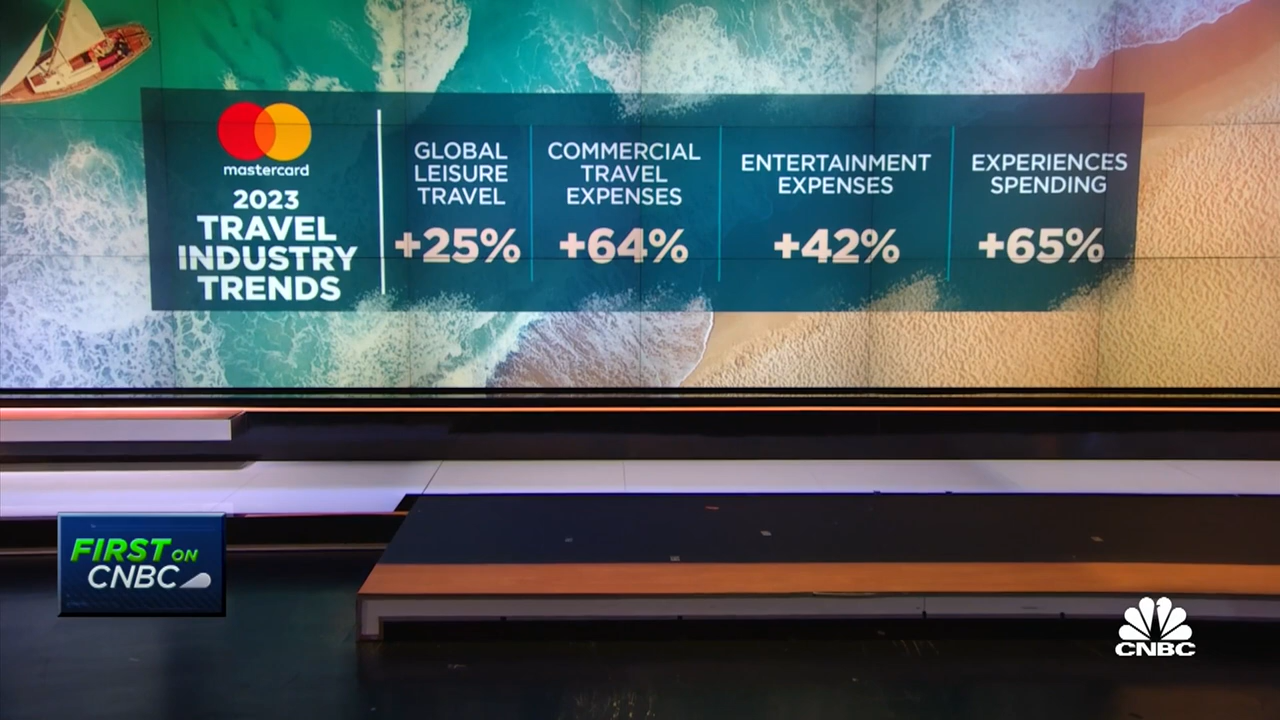 mastercard
2023
TRAVEL
INDUSTRY
TRENDS
GLOBAL
LEISURE
TRAVEL
+25%
COMMERCIAL
TRAVEL
EXPENSES
+64%
ENTERTAINMENT
EXPENSES
+42%
EXPERIENCES
SPENDING
+65%
FIRST ON
CNBC
CNBC